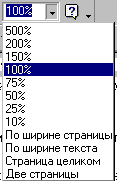 100%
500%
200%
150%
100%
75%
50%
25%
10%
По ширине страницы
По ширине текста
Страница целиком
Две страницы